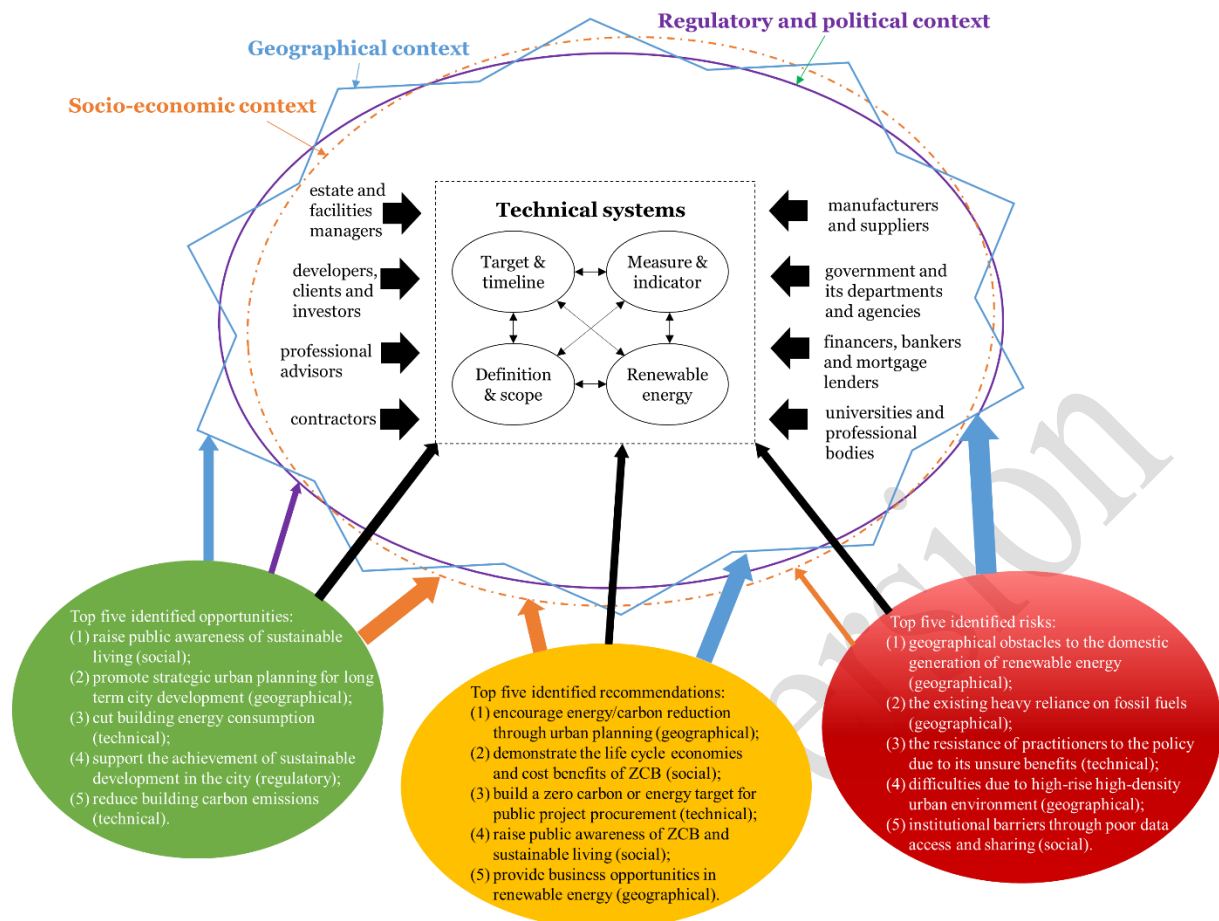 Regulatory and political context
Geographical context
Socio-economic context
estate and
facilities
managers
developers,
clients and
investors
professional
advisors
contractors
Technical systems
Target &
timeline
Measure &
indicator
Definition
& scope
Renewable
energy
manufacturers
and suppliers
government and
its departments
and agencies
financers, bankers
and mortgage
lenders
universities and
professional
bodies
Top five identified opportunities:
(1) raise public awareness of sustainable
living (social);
(2) promote strategic urban planning for long
term city development (geographical);
(3) cut building energy consumption
(technical);
(4) support the achievement of sustainable
development in the city (regulatory);
(5) reduce building carbon emissions
(technical).
Top five identified recommendations:
(1) encourage energy/carbon reduction
through urban planning (geographical);
(2) demonstrate the life cycle economies
and cost benefits of ZCB (social);
(3) build a zero carbon or energy target for
public project procurement (technical);
(4) raise public awareness of ZCB and
sustainable living (social);
(5) provide business opportunities in
renewable energy (geographical).
Top five identified risks:
(1) geographical obstacles to the domestic
generation of renewable energy
(geographical);
(2) the existing heavy reliance on fossil fuels
(geographical);
(3) the resistance of practitioners to the policy
due to its unsure benefits (technical);
(4) difficulties due to high-rise high-density
urban environment (geographical);
(5) institutional barriers through poor data
access and sharing (social).
ersion